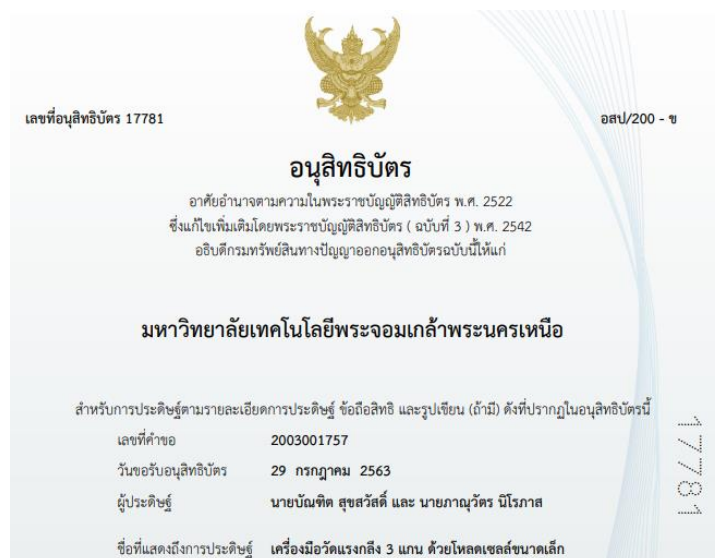 เลขที่อนุสิทธิบัตร 17781
อสป/200 - ข
อนุสิทธิบัตร
อาศัยอำนาจตามความในพระราชบัญญัติสิทธิบัตร พ.ศ. 2522
ซึ่งแก้ไขเพิ่มเติมโดยพระราชบัญญัติสิทธิบัตร ( ฉบับที่ 3 ) พ.ศ. 2542
อธิบดีกรมทรัพย์สินทางปัญญาออกอนุสิทธิบัตรฉบับนี้ให้แก่
มหาวิทยาลัยเทคโนโลยีพระจอมเกล้าพระนครเหนือ
สำหรับการประดิษฐ์ตามรายละเอียดการประดิษฐ์ ข้อถือสิทธิ และรูปเขียน (ถ้ามี) ดังที่ปรากฏในอนุสิทธิบัตรนี้
เลขที่คำขอ 2003001757
วันขอรับอนุสิทธิบัตร 29 กรกฎาคม 2563
ผู้ประดิษฐ์ นายบัณฑิต สุขสวัสดิ์ และ นายภาณุวัตร นิโรภาส
ชื่อที่แสดงถึงการประดิษฐ์ เครื่องมือวัดแรงกลึง 3 แกน ด้วยโหลดเซลล์ขนาดเล็ก
17781